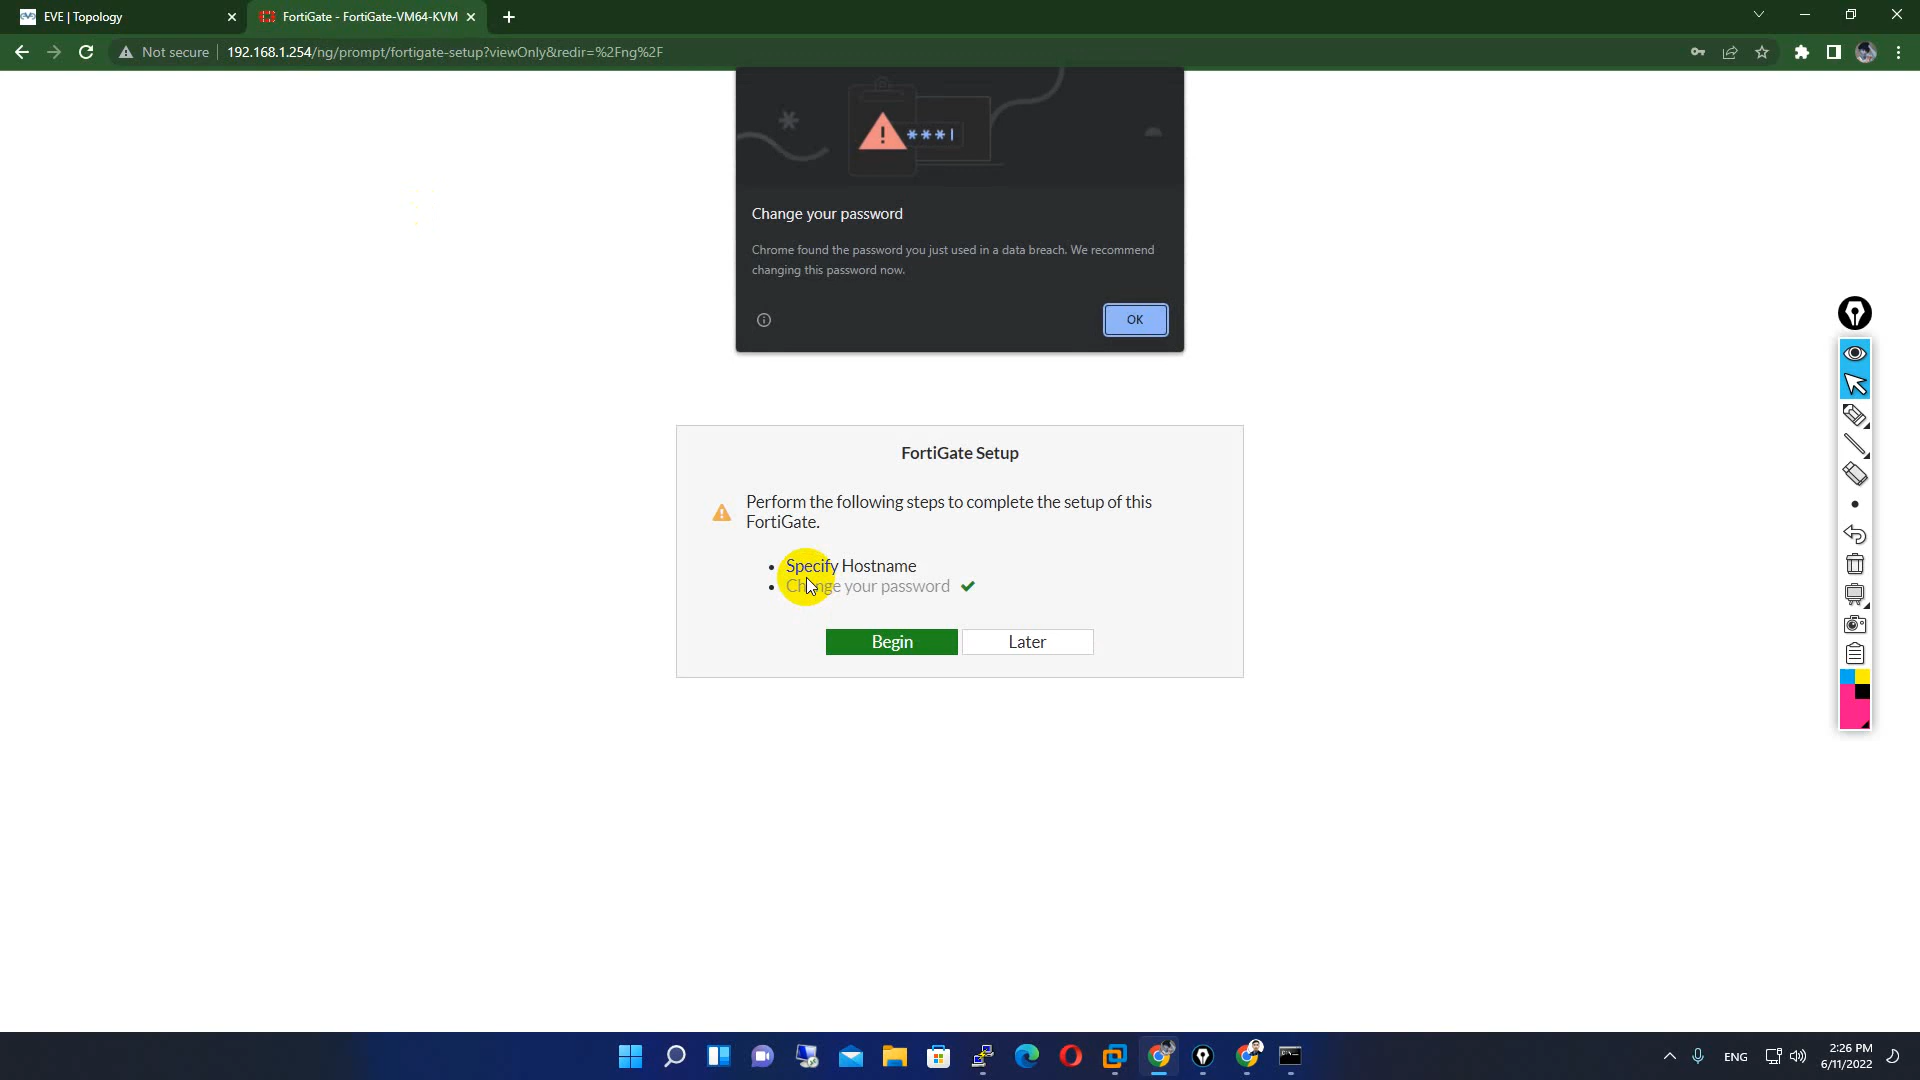 EVE | Topology
FortiGate - FortiGate-VM64-KVM
Not secure
192.168.1.254/ng/prompt/fortigate-setup?viewOnly&redir=%2Fng%2F
***|
Change your password
Chrome found the password you just used in a data breach. We recommend
changing this password now.
OK
FortiGate Setup
Perform the following steps to complete the setup of this
FortiGate.
• Specify Hostname
• Change your password
Begin
Later
ENG
2:26 PM
6/11/2022